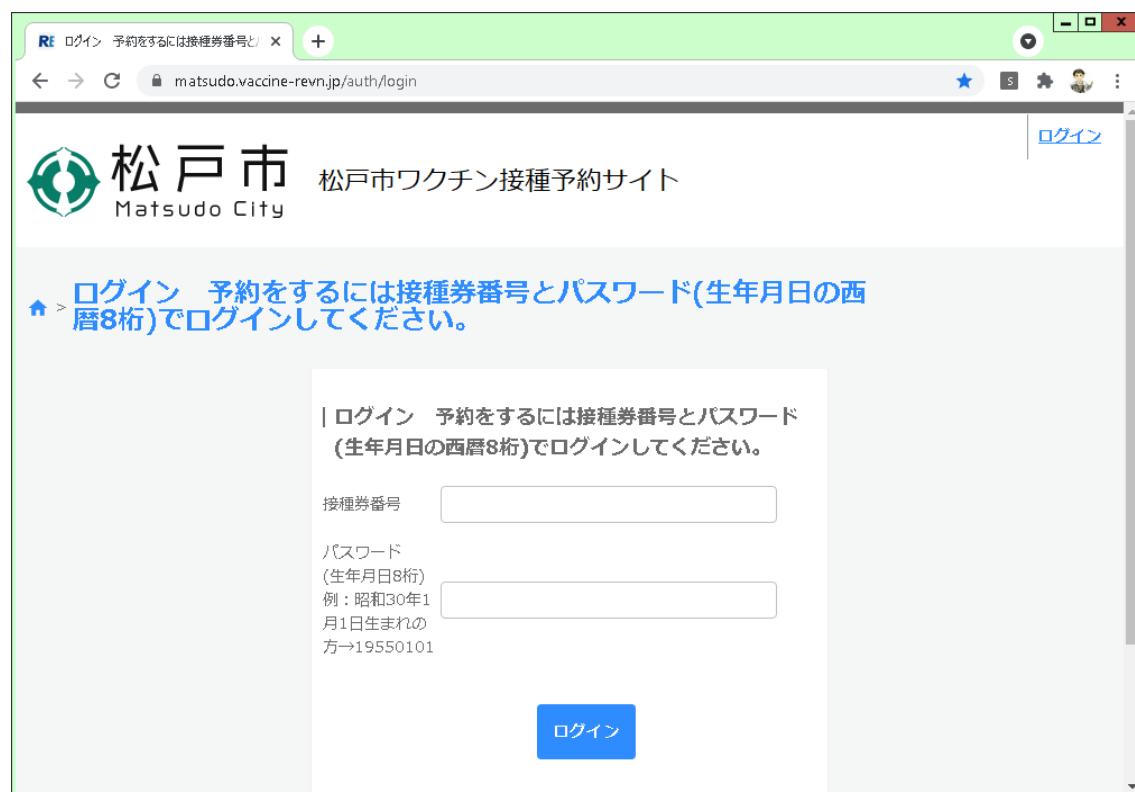 RE ログイン 予約をするには接種券番号と
matsudo.vaccine-revn.jp/auth/login
S
ログイン
松戸市
Matsudo City
松戸市ワクチン接種予約サイト
> ログイン　予約をするには接種券番号とパスワード(生年月日の西
暦8桁)でログインしてください。
| ログイン　予約をするには接種券番号とパスワード
(生年月日の西暦8桁)でログインしてください。
接種券番号
パスワード
(生年月日8桁)
例：昭和30年1
月1日生まれの
方→19550101
ログイン